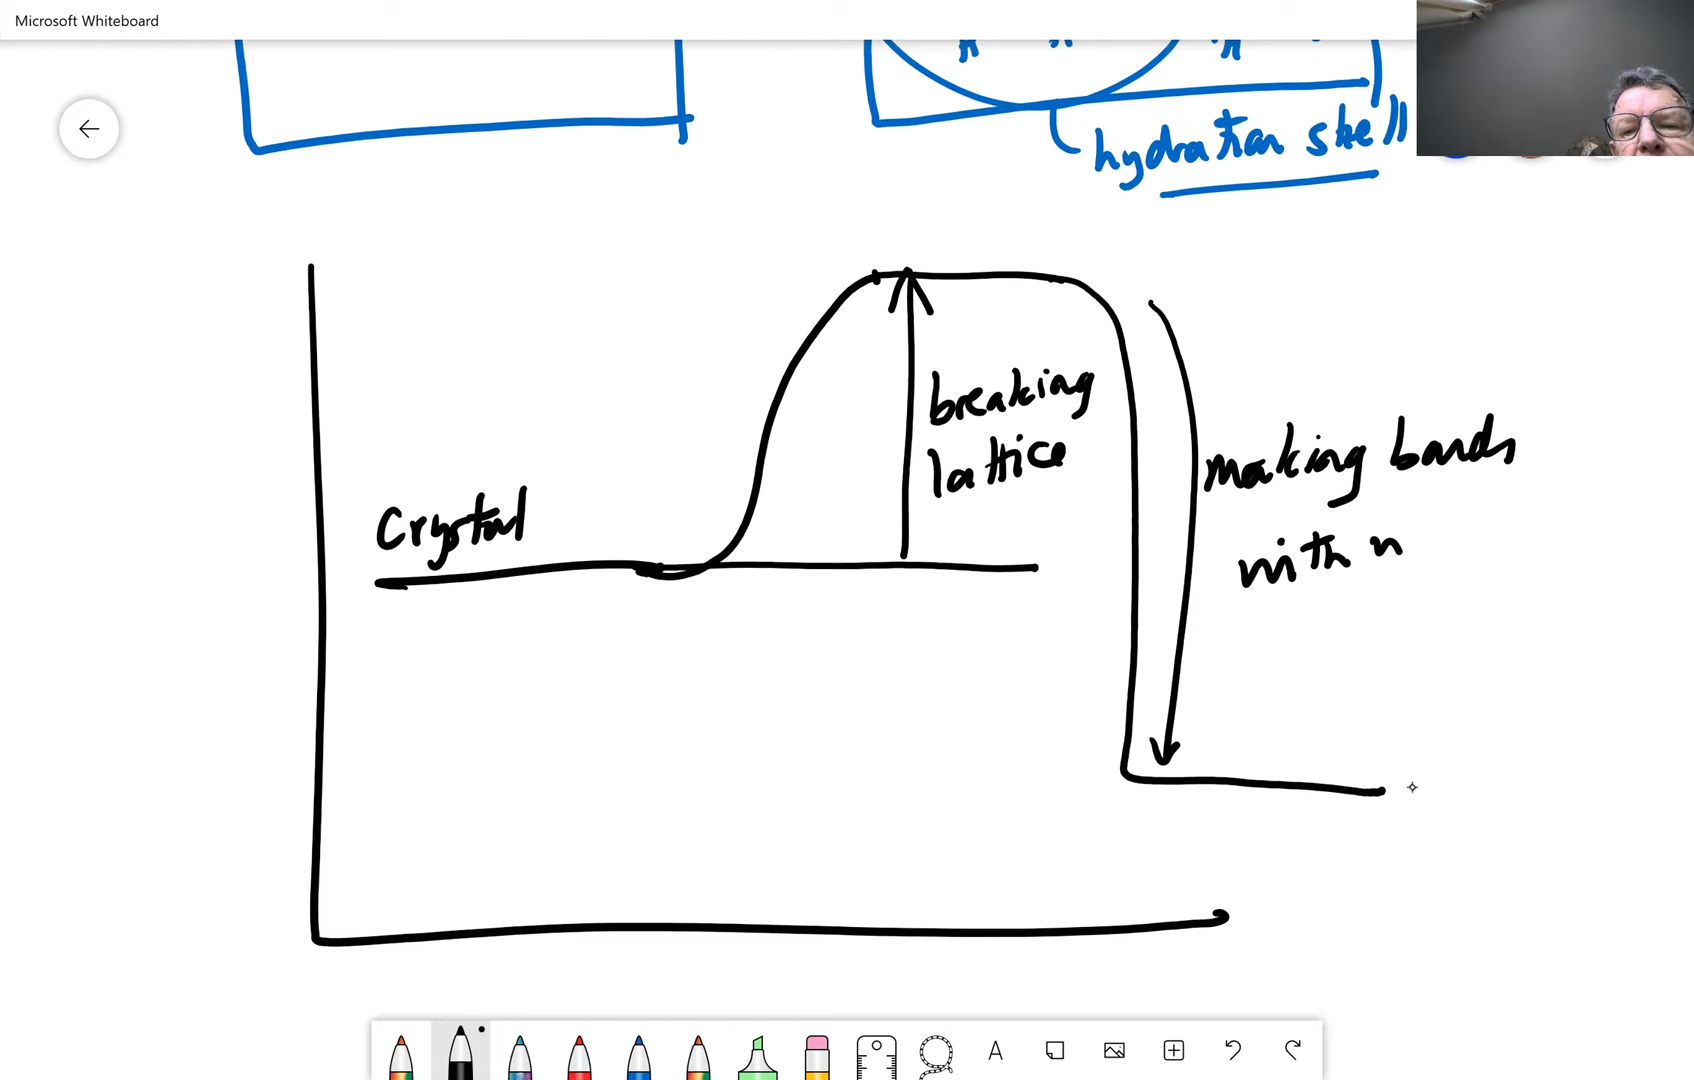 Microsoft Whiteboard
hydration shell
breaking
lattice
Crystal
making bonds
with
A